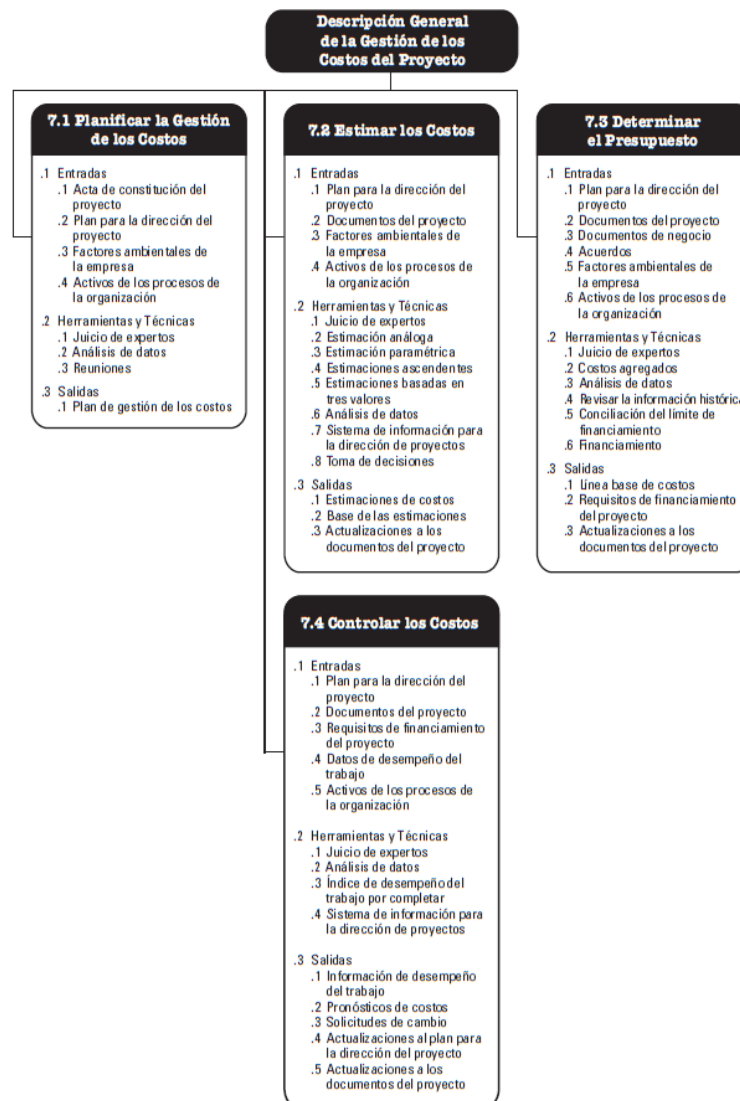 Descripción General
de la Gestión de los
Costos del Proyecto
7.1 Planificar la Gestión
de los Costos
.1 Entradas
.1 Acta de constitución del
proyecto
.2 Plan para la dirección del
proyecto
.3 Factores ambientales de
la empresa
.4 Activos de los procesos de
la organización
.2 Herramientas y Técnicas
.1 Juicio de expertos
.2 Análisis de datos
.3 Reuniones
.3 Salidas
.1 Plan de gestión de los costos
7.2 Estimar los Costos
.1 Entradas
.1 Plan para la dirección del
proyecto
.2 Documentos del proyecto
.3 Factores ambientales de
la empresa
.4 Activos de los procesos de
la organización
.2 Herramientas y Técnicas
.1 Juicio de expertos
.2 Estimación análoga
.3 Estimación paramétrica
.4 Estimaciones ascendentes
.5 Estimaciones basadas en
tres valores
.6 Análisis de datos
.7 Sistema de información para
la dirección de proyectos
.8 Toma de decisiones
.3 Salidas
.1 Estimaciones de costos
.2 Base de las estimaciones
.3 Actualizaciones a los
documentos del proyecto
7.3 Determinar
el Presupuesto
.1 Entradas
.1 Plan para la dirección del
proyecto
.2 Documentos del proyecto
.3 Documentos de negocio
.4 Acuerdos
.5 Factores ambientales de
la empresa
.6 Activos de los procesos de
la organización
.2 Herramientas y Técnicas
.1 Juicio de expertos
.2 Costos agregados
.3 Análisis de datos
.4 Revisar la información histórica
.5 Conciliación del límite de
financiamiento
.6 Financiamiento
.3 Salidas
.1 Línea base de costos
.2 Requisitos de financiamiento
del proyecto
.3 Actualizaciones a los
documentos del proyecto
7.4 Controlar los Costos
.1 Entradas
.1 Plan para la dirección del
proyecto
.2 Documentos del proyecto
.3 Requisitos de financiamiento
del proyecto
.4 Datos de desempeño del
trabajo
.5 Activos de los procesos de
la organización
.2 Herramientas y Técnicas
.1 Juicio de expertos
.2 Análisis de datos
.3 Índice de desempeño del
trabajo por completar
.4 Sistema de información para
la dirección de proyectos
.3 Salidas
.1 Información de desempeño
del trabajo
.2 Pronósticos de costos
.3 Solicitudes de cambio
.4 Actualizaciones al plan para
la dirección del proyecto
.5 Actualizaciones a los
documentos del proyecto